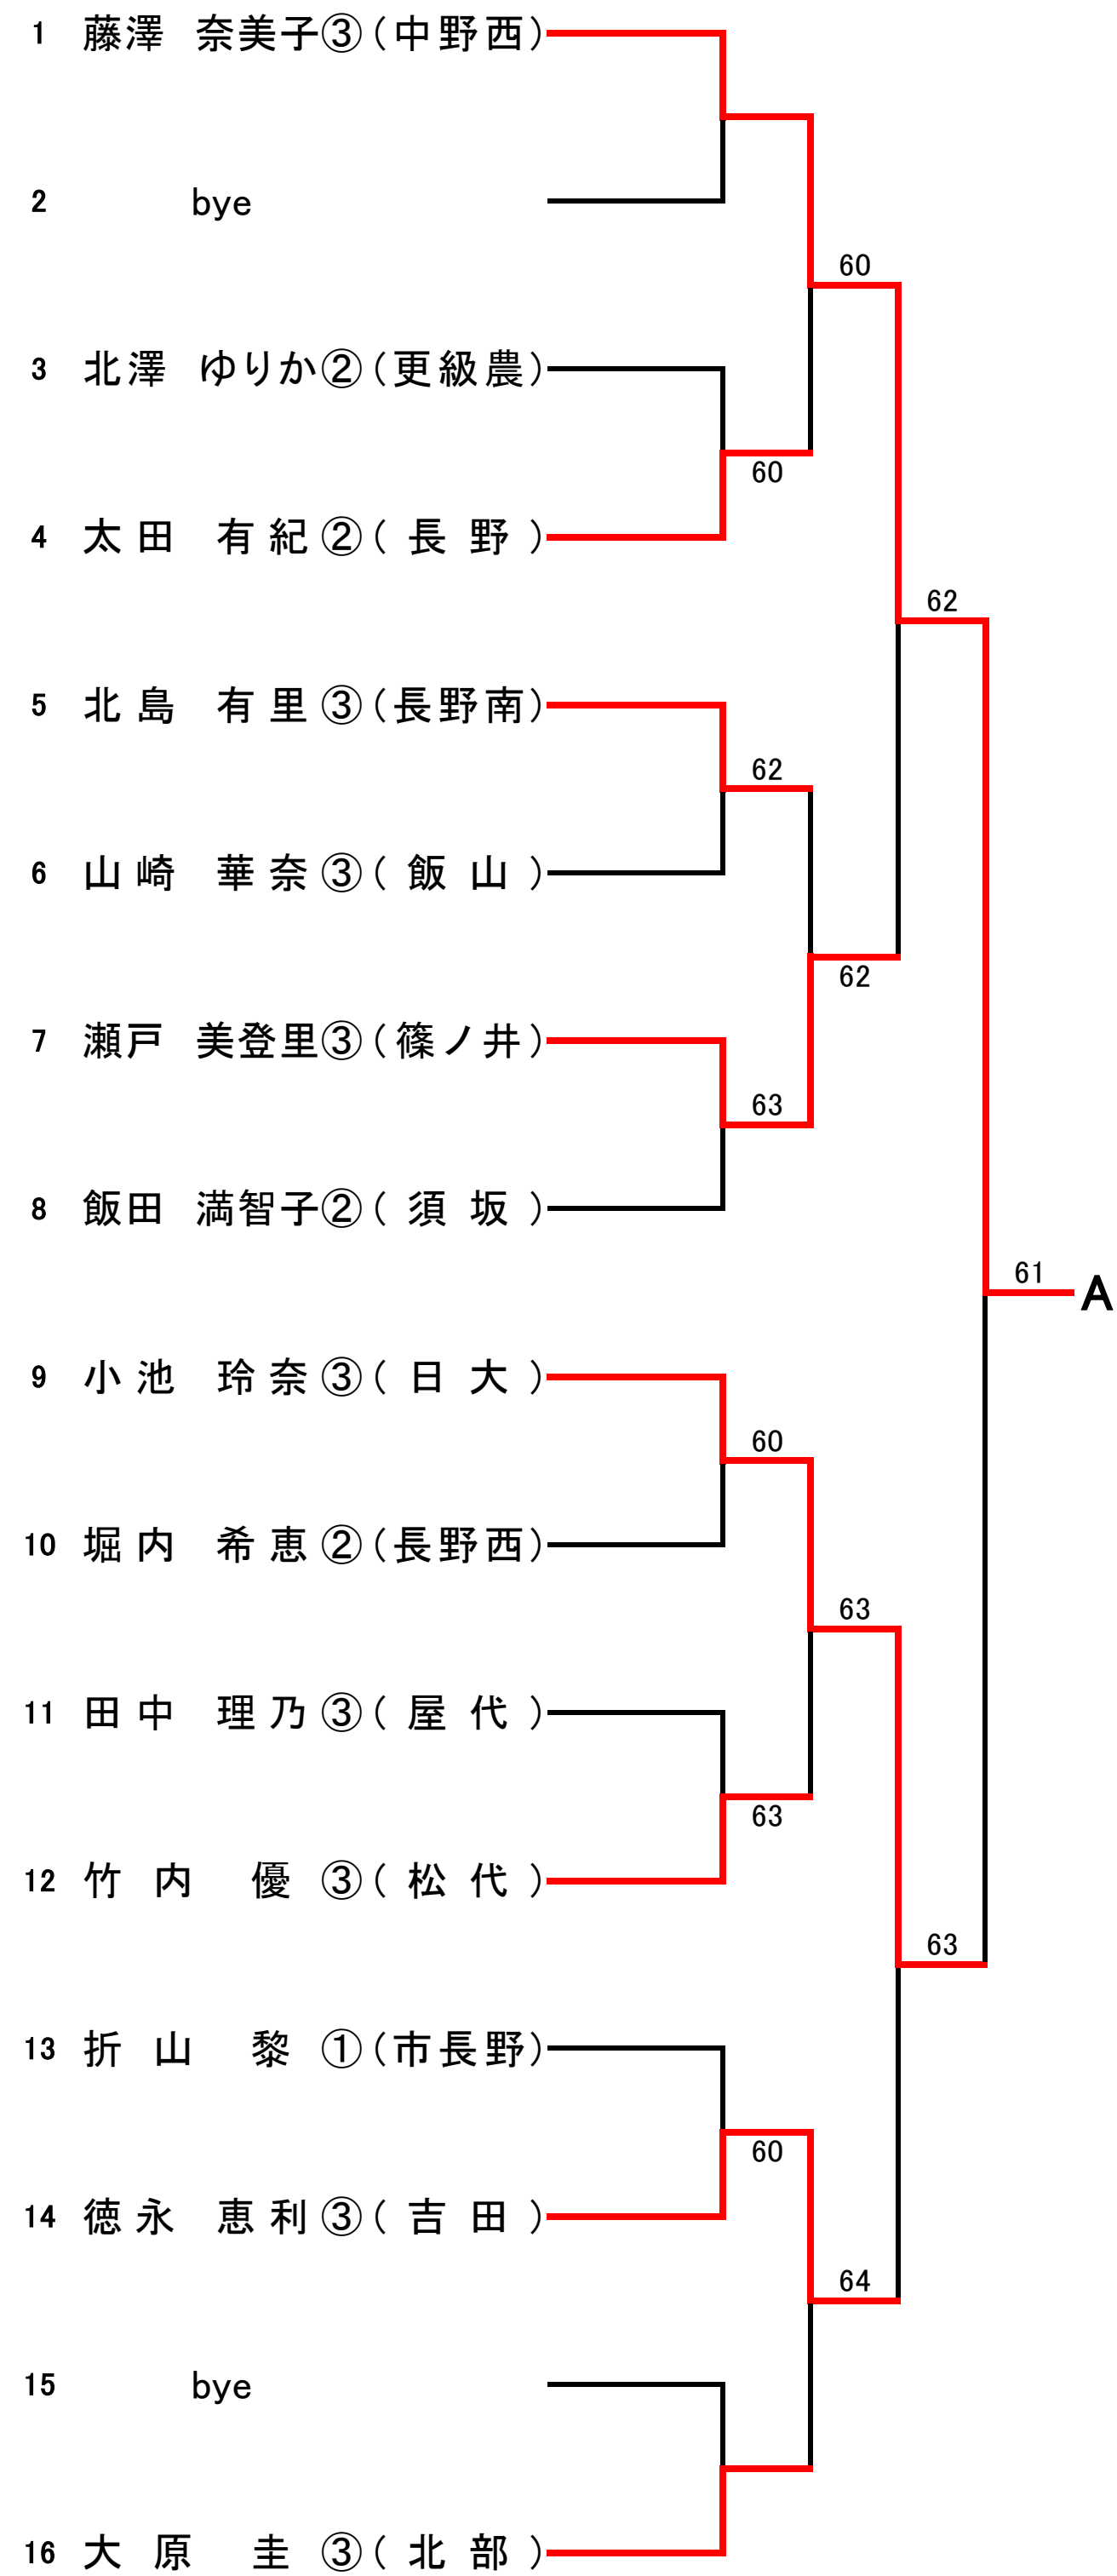 1 藤澤 奈美子③(中野西)
2 bye
60
3 北澤 ゆりか②(更級農)
60
4 太田 有紀②(長野)
62
5 北島 有里③(長野南)
62
6 山崎 華奈③(飯山)
62
7 瀬戸 美登里③(篠ノ井)
63
8 飯田 満智子②(須坂)
61
A
9 小池 玲奈③(日大)
60
10 堀内 希恵②(長野西)
63
11 田中 理乃③(屋代)
63
12 竹内 優③(松代)
63
13 折山 黎①(市長野)
60
14 徳永 恵利③(吉田)
64
15 bye
16 大原 圭③(北部)